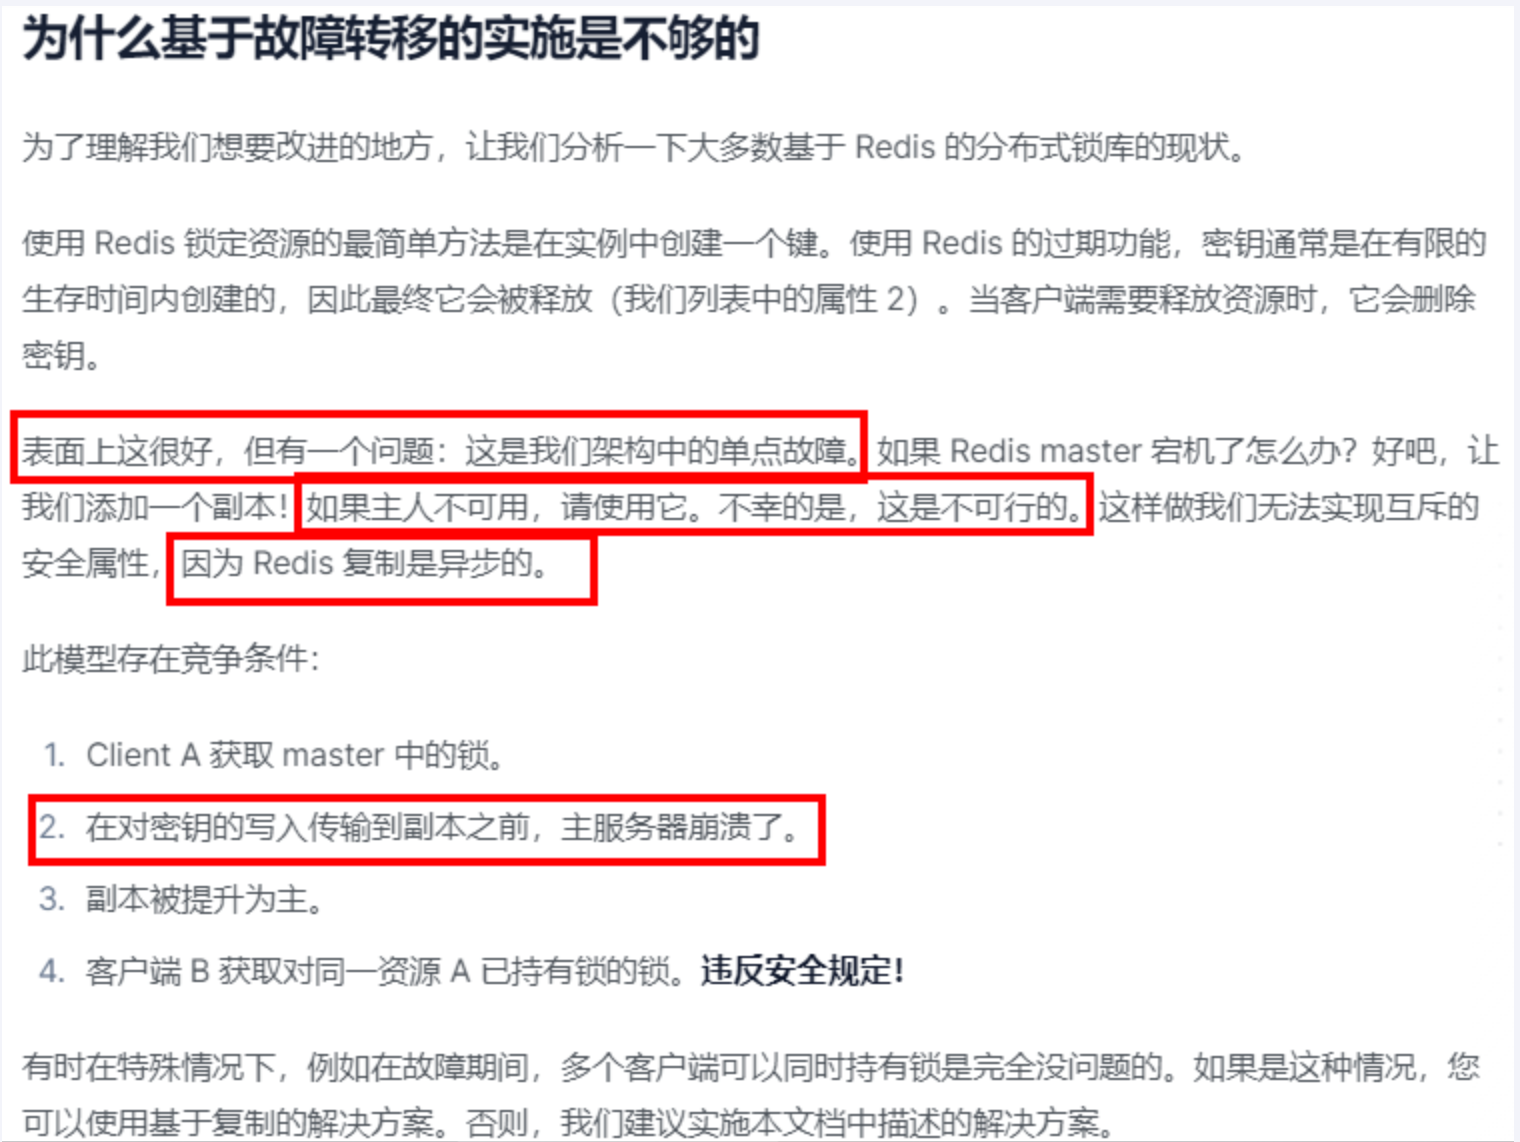 为什么基于故障转移的实施是不够的
为了理解我们想要改进的地方，让我们分析一下大多数基于 Redis 的分布式锁库的现状。
使用 Redis 锁定资源的最简单方法是在实例中创建一个键。使用 Redis 的过期功能，密钥通常是在有限的
生存时间内创建的，因此最终它会被释放（我们列表中的属性 2）。当客户端需要释放资源时，它会删除
密钥。
表面上这很好，但有一个问题：这是我们架构中的单点故障。如果 Redis master 宕机了怎么办？好吧，让
我们添加一个副本！如果主人不可用，请使用它。不幸的是，这是不可行的。这样做我们无法实现互斥的
安全属性，因为 Redis 复制是异步的。
此模型存在竞争条件：
1. Client A 获取 master 中的锁。
2. 在对密钥的写入传输到副本之前，主服务器崩溃了。
3. 副本被提升为主。
4. 客户端 B 获取对同一资源 A 已持有锁的锁。违反安全规定！
有时在特殊情况下，例如在故障期间，多个客户端可以同时持有锁是完全没问题的。如果是这种情况，您
可以使用基于复制的解决方案。否则，我们建议实施本文档中描述的解决方案。